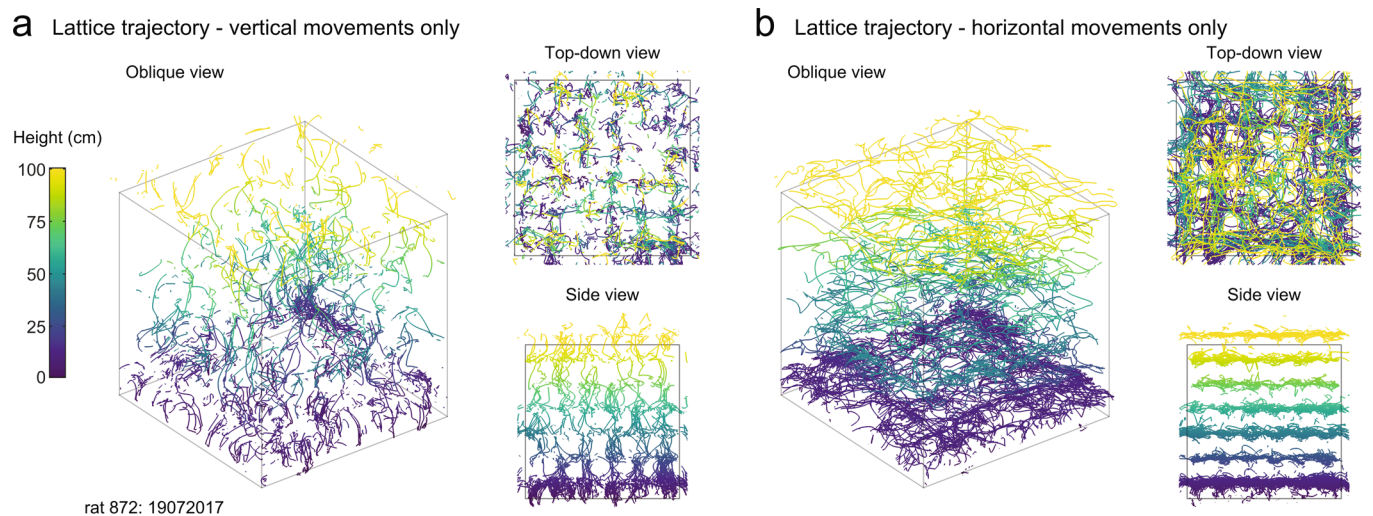 a Lattice trajectory - vertical movements only
Oblique view
Top-down view
Height (cm)
100
75
50
25
0
Side view
rat 872: 19072017
b Lattice trajectory - horizontal movements only
Oblique view
Top-down view
Side view